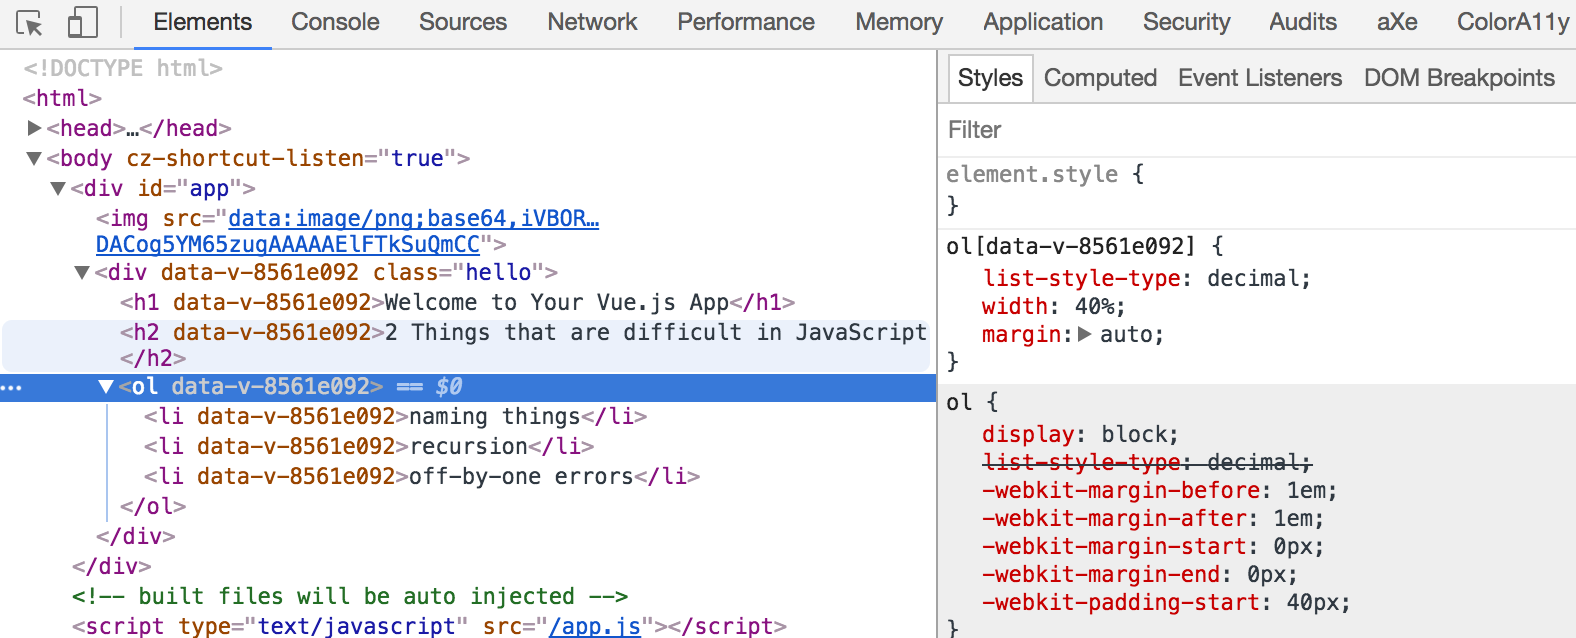 Elements Console Sources Network Performance Memory Application Security Audits aXe ColorA11y
<!DOCTYPE html>
<html>
<head>…</head>
<body cz-shortcut-listen="true">
<div id="app">
<img src="data:image/png;base64,iVBOR…
DACog5YM65zugAAAAAElFTkSuQmCC">
<div data-v-8561e092 class="hello">
<h1 data-v-8561e092>Welcome to Your Vue.js App</h1>
<h2 data-v-8561e092>2 Things that are difficult in JavaScript
</h2>
… <ol data-v-8561e092> == $0
<li data-v-8561e092>naming things</li>
<li data-v-8561e092>recursion</li>
<li data-v-8561e092>off-by-one errors</li>
</ol>
</div>
</div>
<!-- built files will be auto injected -->
<script type="text/javascript" src="/app.js"></script>
Styles Computed Event Listeners DOM Breakpoints
Filter
element.style {
}
ol[data-v-8561e092] {
list-style-type: decimal;
width: 40%;
margin: auto;
}
ol {
display: block;
list-style-type: decimal;
-webkit-margin-before: 1em;
-webkit-margin-after: 1em;
-webkit-margin-start: 0px;
-webkit-margin-end: 0px;
-webkit-padding-start: 40px;
}